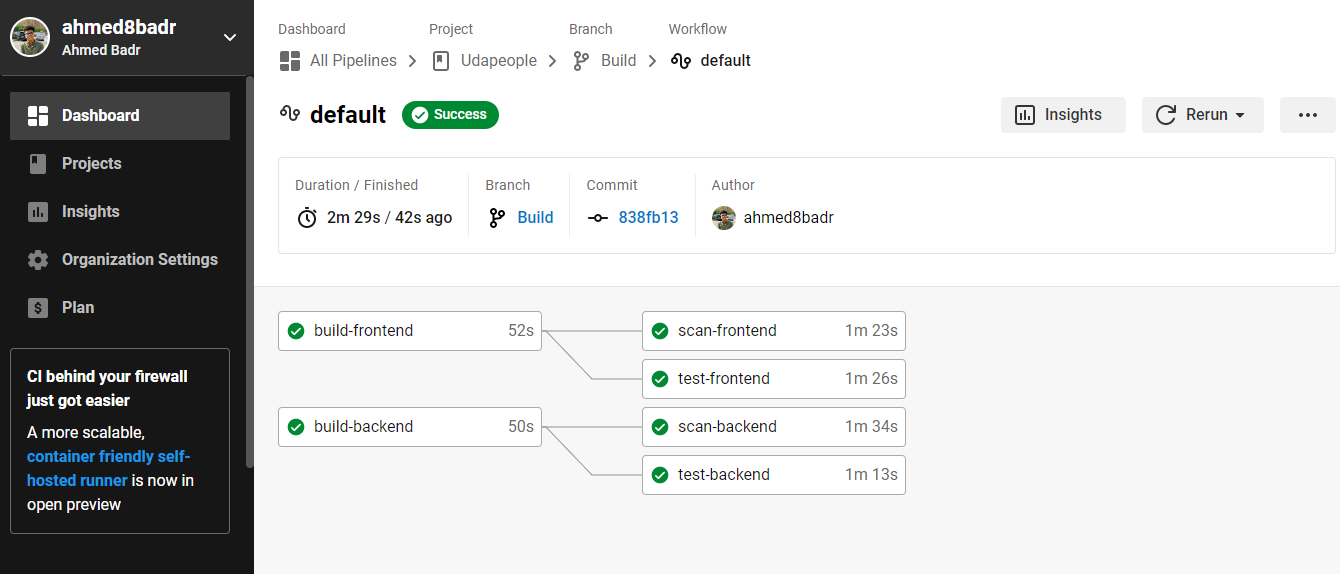 ahmed8badr
Ahmed Badr
Dashboard
Projects
Insights
Organization Settings
Plan
CI behind your firewall
just got easier
A more scalable,
container friendly self-
hosted runner is now in
open preview
Dashboard Project Branch Workflow
All Pipelines Udapeople Build default
default Success Insights Rerun
Duration / Finished Branch Commit Author
2m 29s / 42s ago Build 838fb13 ahmed8badr
build-frontend 52s scan-frontend 1m 23s
test-frontend 1m 26s
build-backend 50s scan-backend 1m 34s
test-backend 1m 13s